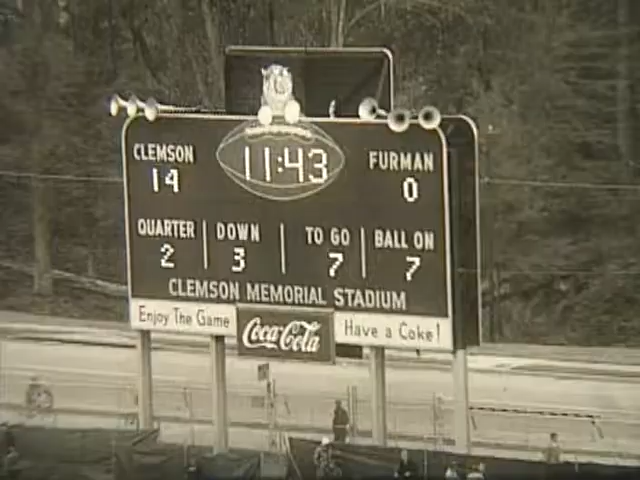 CLEMSON 11:43 FURMAN
14 0
QUARTER DOWN TO GO BALL ON
2 3 7 7
CLEMSON MEMORIAL STADIUM
Enjoy The Game Coca-Cola Have a Coke!